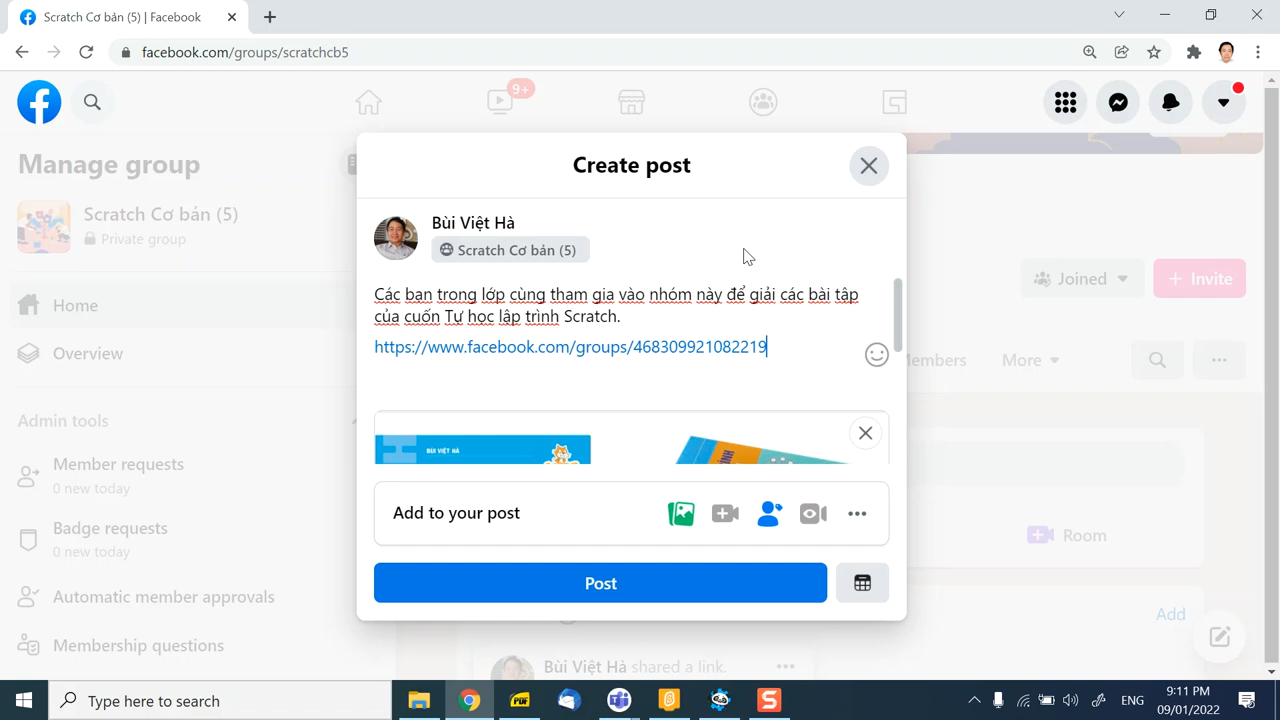 Scratch Cơ bản (5) | Facebook
facebook.com/groups/scratchcb5
9+
Manage group
Create post
Scratch Cơ bản (5)
Private group
Bùi Việt Hà
Scratch Cơ bản (5)
Joined
Invite
Home
Các bạn trong lớp cùng tham gia vào nhóm này để giải các bài tập
của cuốn Tự học lập trình Scratch.
https://www.facebook.com/groups/468309921082219
Overview
Members
More
Admin tools
BÙI VIỆT HÀ
Member requests
0 new today
Add to your post
Badge requests
0 new today
Room
Post
Automatic member approvals
Add
Membership questions
Bùi Việt Hà shared a link.
Type here to search
PDF
ENG
9:11 PM
09/01/2022